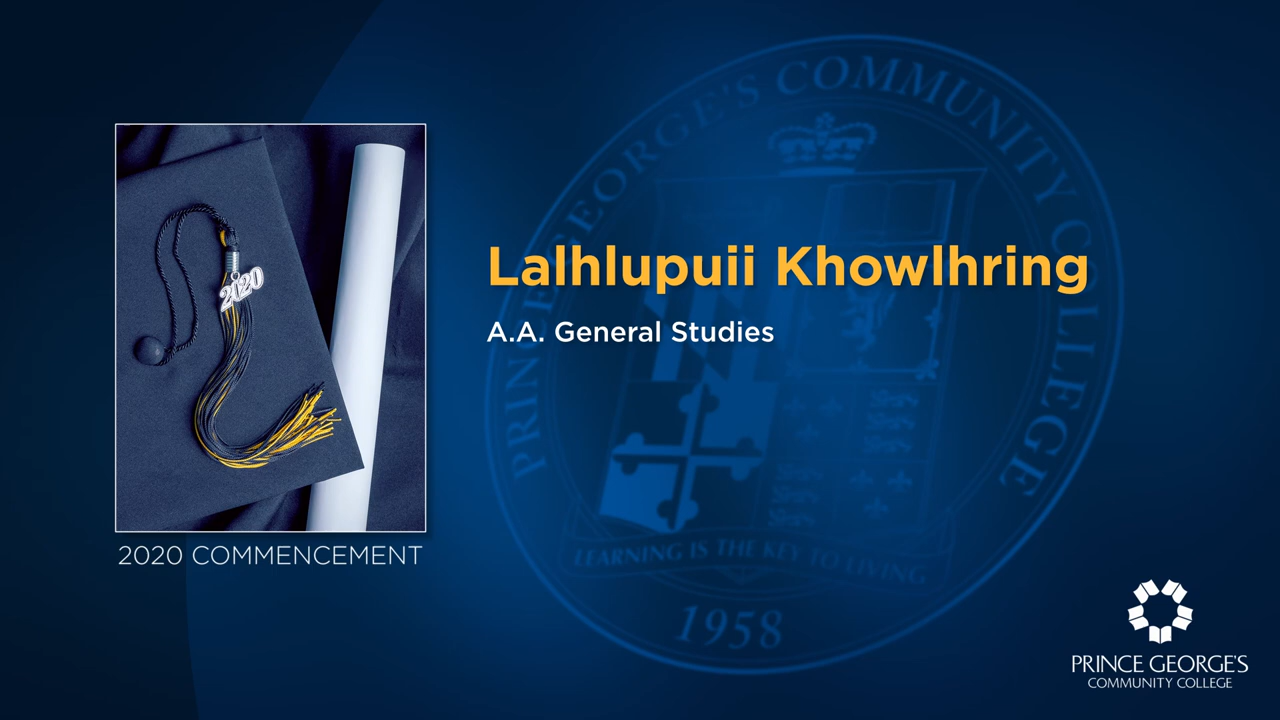 PRINCE GEORGE'S COMMUNITY COLLEGE
2020
Lalhlupuii Khowlhring
A.A. General Studies
2020 COMMENCEMENT
LEARNING IS THE KEY TO LIVING
1958
PRINCE GEORGE'S
COMMUNITY COLLEGE